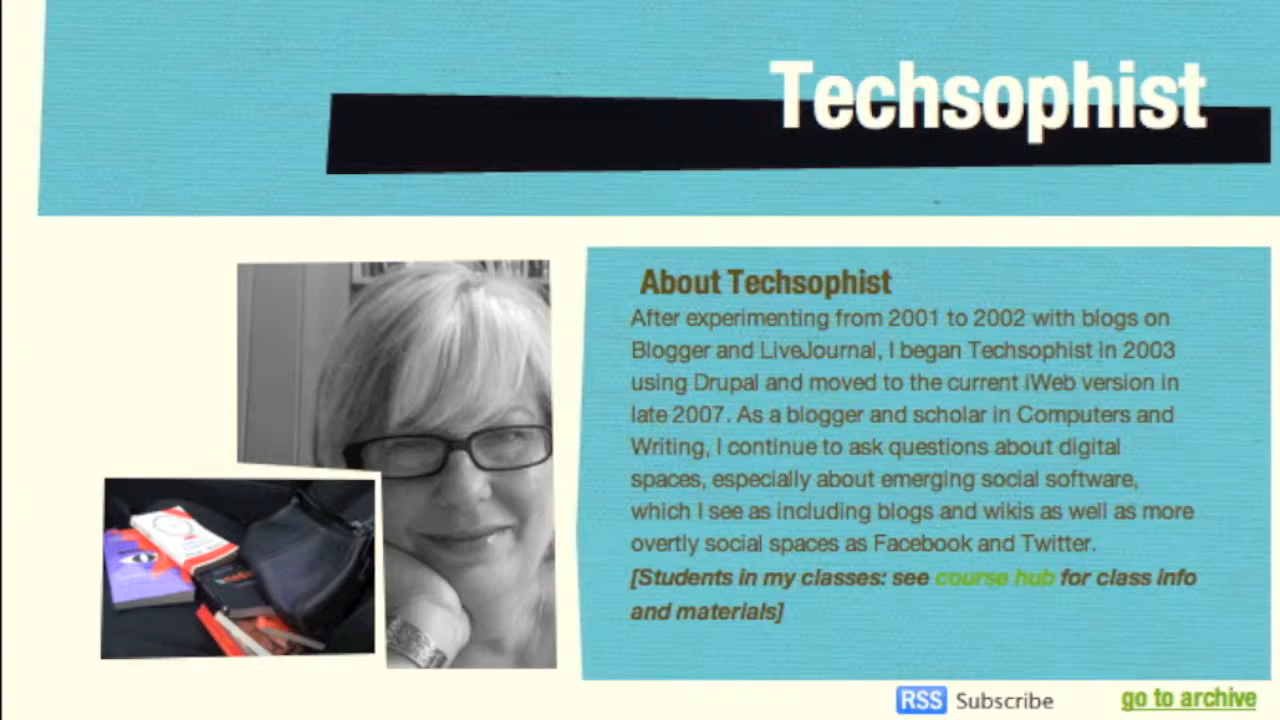 Techsophist
About Techsophist
After experimenting from 2001 to 2002 with blogs on
Blogger and LiveJournal, I began Techsophist in 2003
using Drupal and moved to the current iWeb version in
late 2007. As a blogger and scholar in Computers and
Writing, I continue to ask questions about digital
spaces, especially about emerging social software,
which I see as including blogs and wikis as well as more
overtly social spaces as Facebook and Twitter.
[Students in my classes: see course hub for class info
and materials]
RSS Subscribe
go to archive